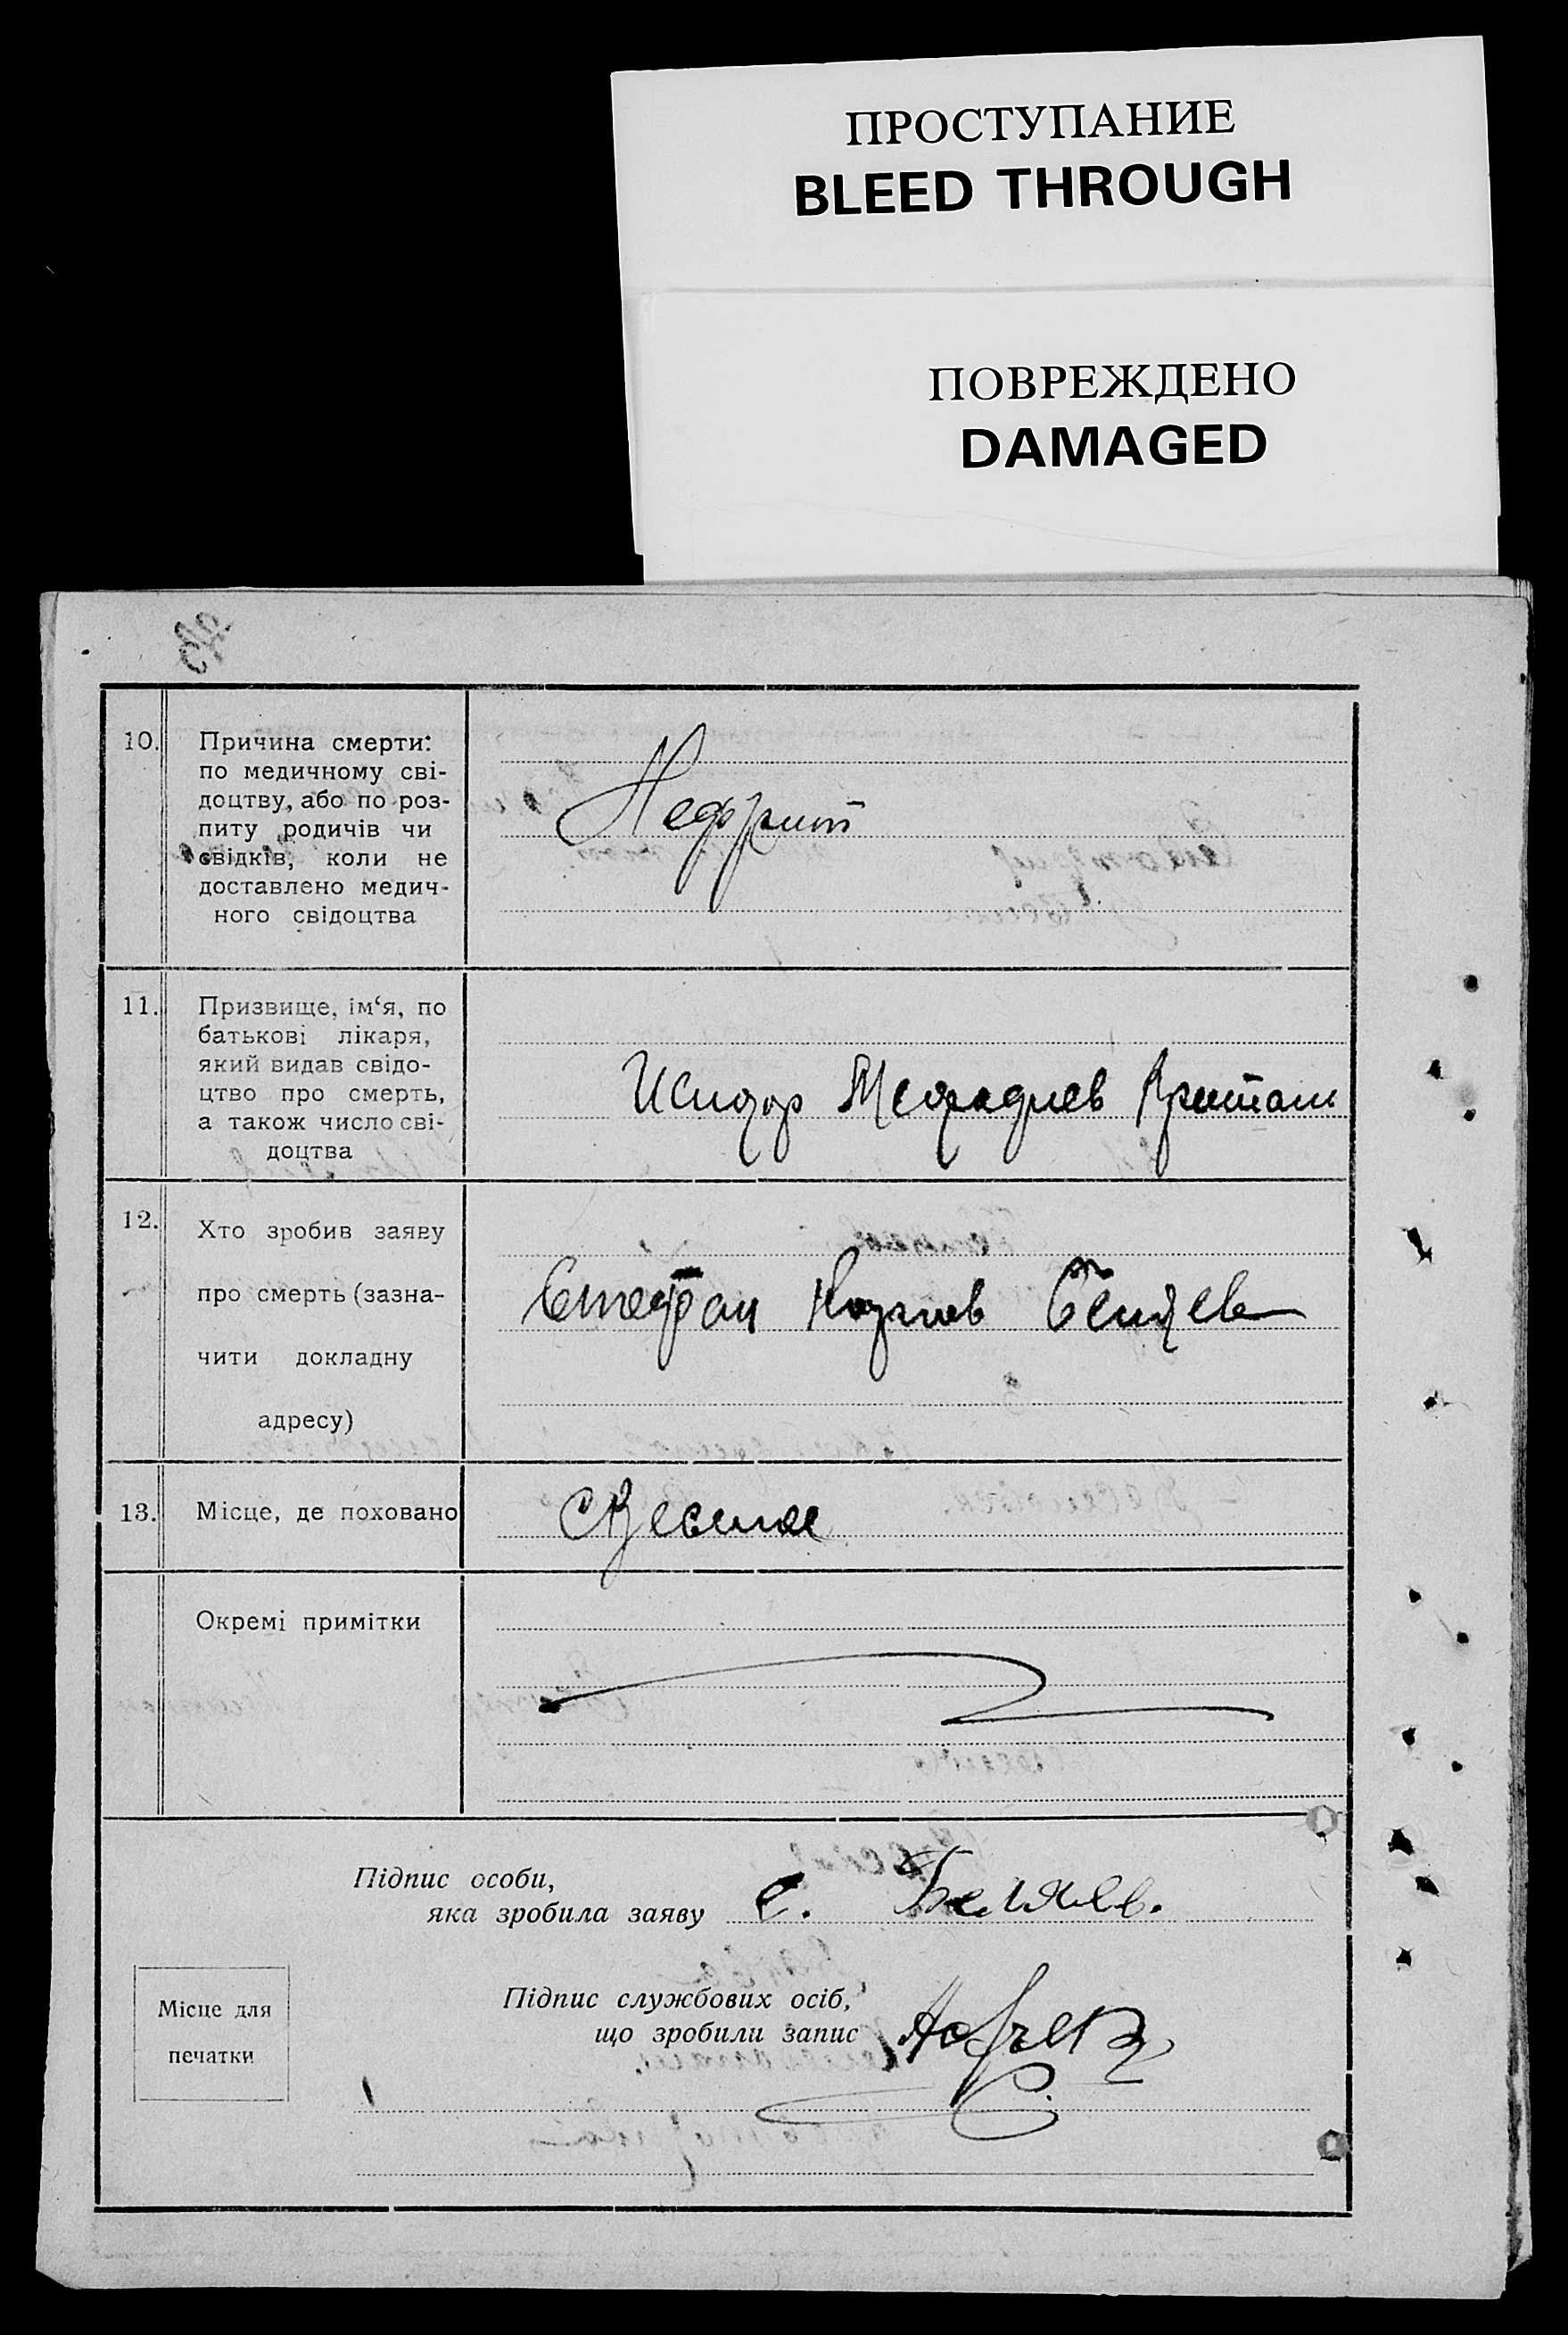 ПРОСТУПАНИЕ
BLEED THROUGH
ПОВРЕЖДЕНО
DAMAGED
10. Причина смерти:
по медичному сві-
доцтву, або по роз-
питу родичів чи
свідків, коли не
доставлено медич-
ного свідоцтва
Нефрит
11. Призвище, ім‘я, по
батькові лікаря,
який видав свідо-
цтво про смерть,
а також число сві-
доцтва
Исидор
12. Хто зробив заяву
про смерть (зазна-
чити докладну
адресу)
Стефан
13. Місце, де поховано
Окремі примітки
Підпис особи,
яка зробила заяву С. Беляев.
Підпис службових осіб,
що зробили запис
Місце для
печатки